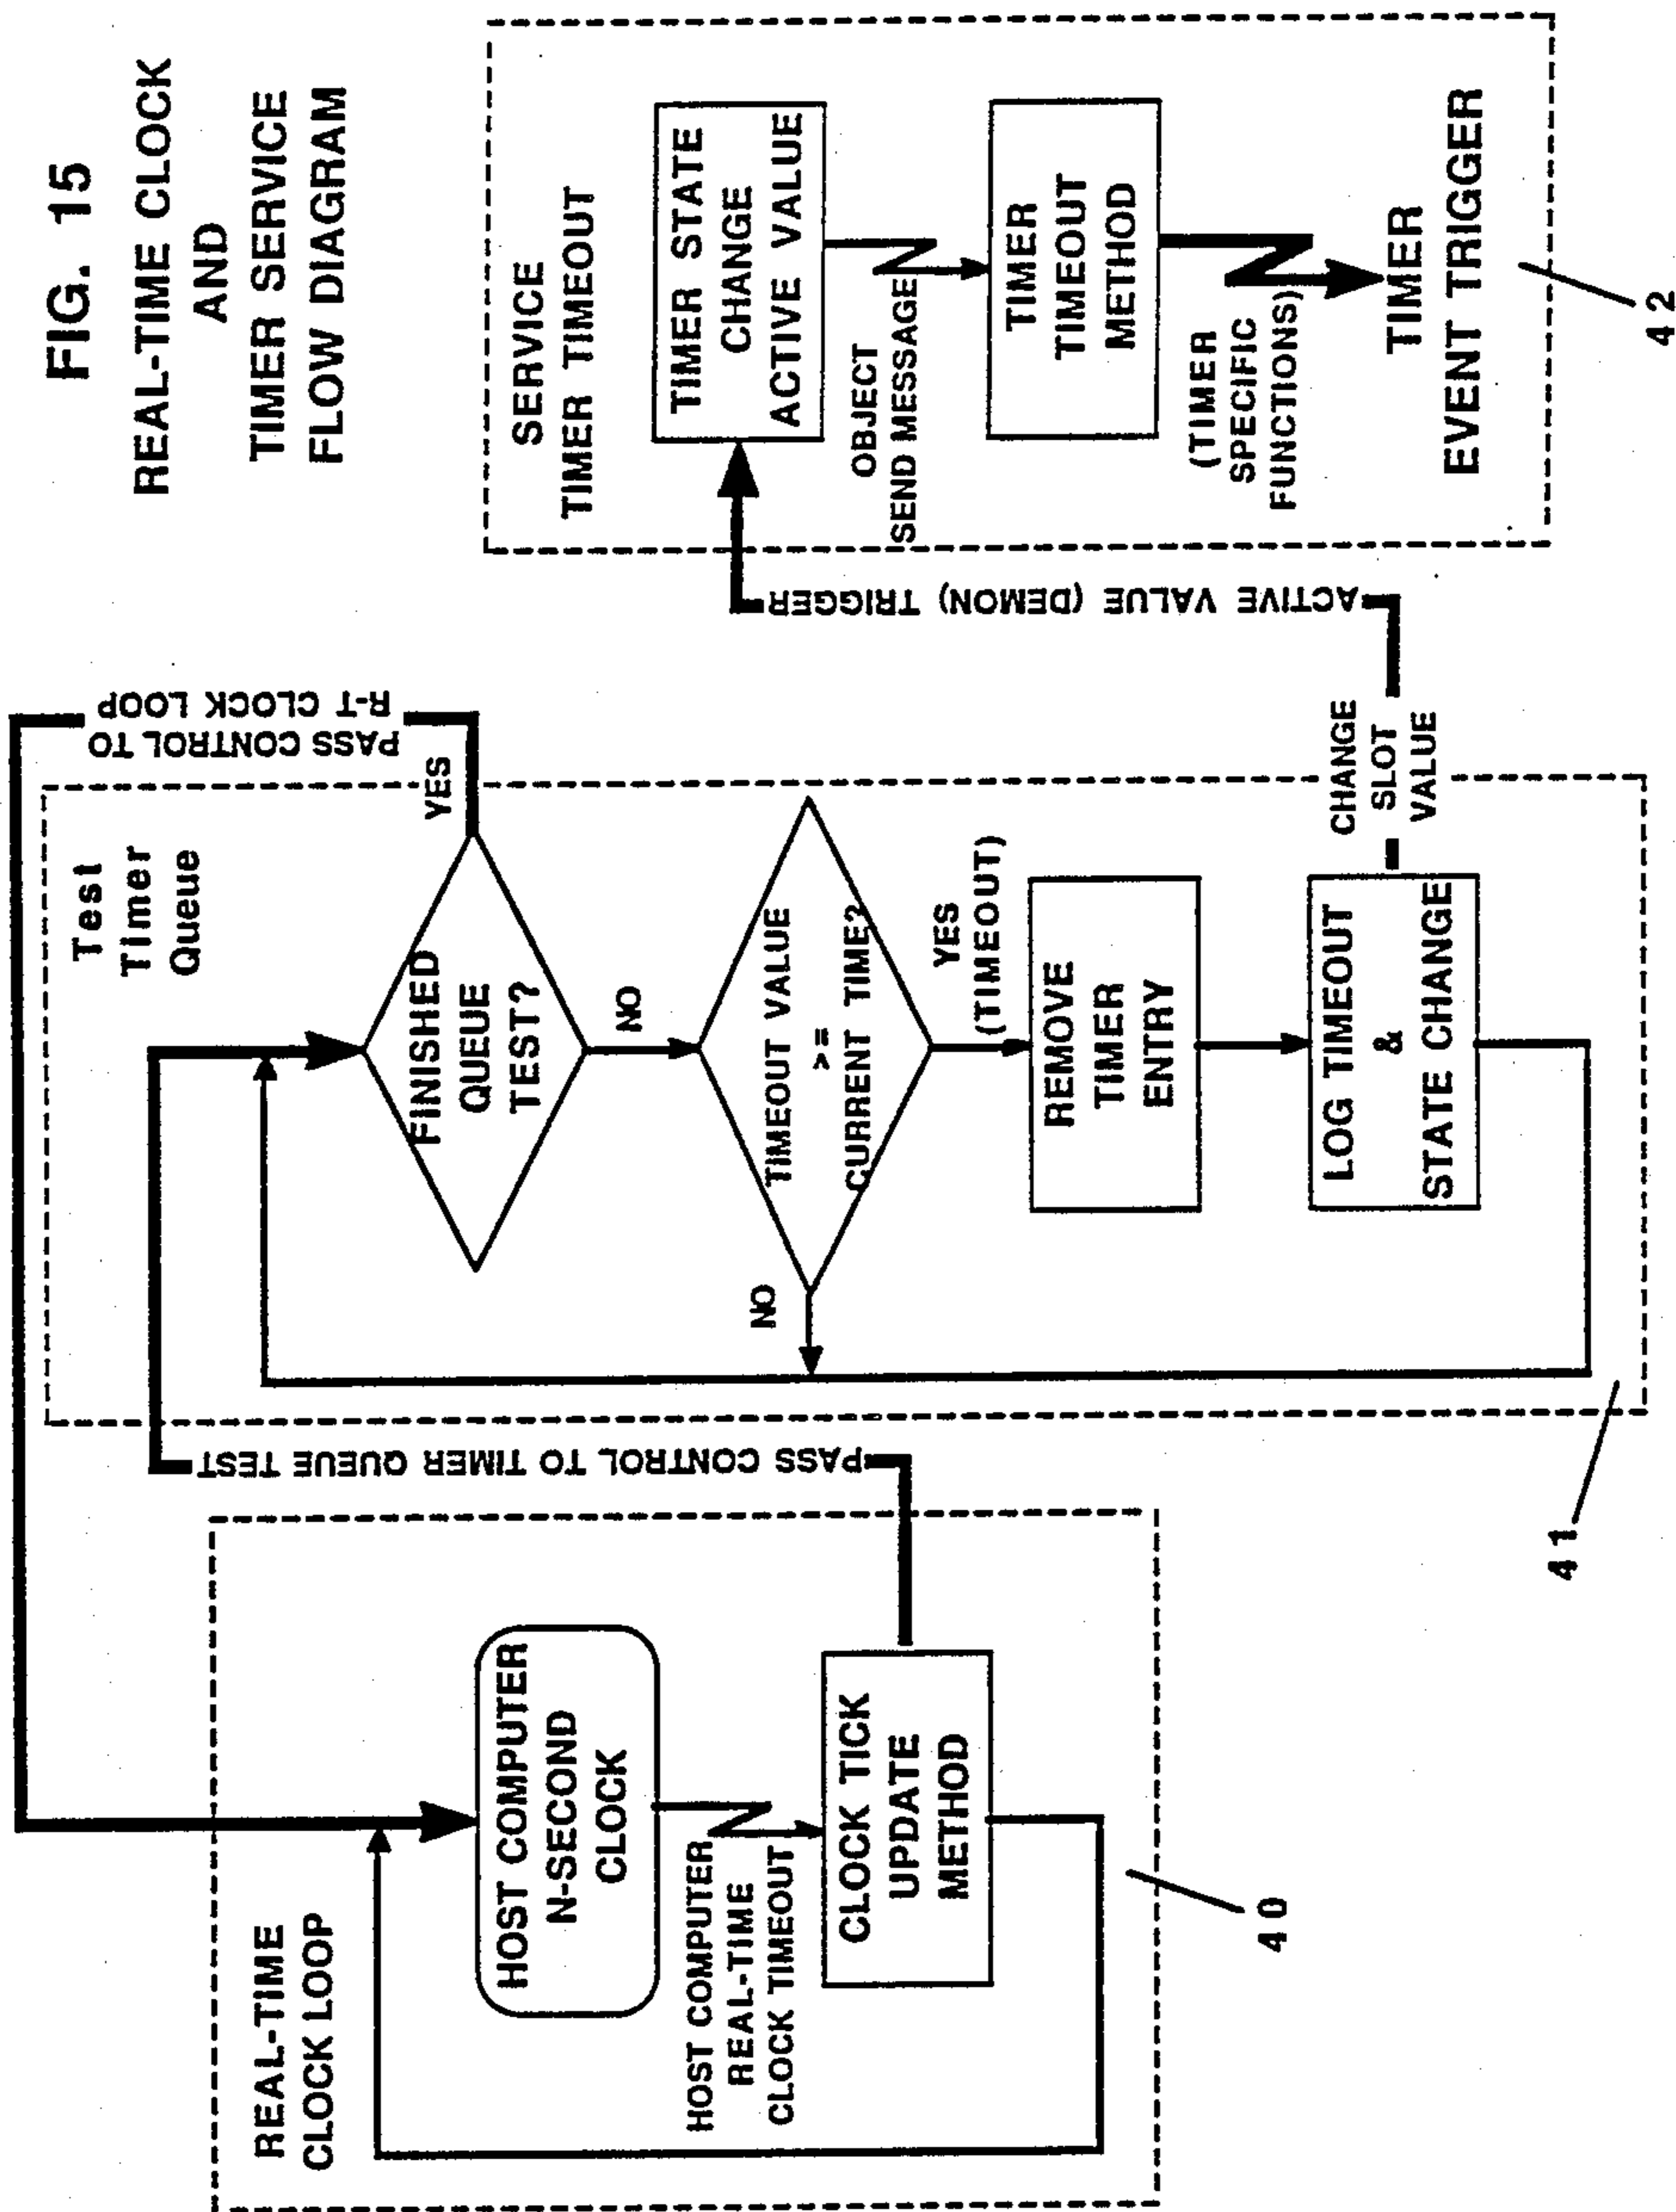 FIG. 15
REAL-TIME CLOCK
AND
TIMER SERVICE
FLOW DIAGRAM
REAL-TIME
CLOCK LOOP
HOST COMPUTER
N-SECOND
CLOCK
HOST COMPUTER
REAL-TIME
CLOCK TIMEOUT
CLOCK TICK
UPDATE
METHOD
40
PASS CONTROL TO TIMER QUEUE TEST
Test
Timer
Queue
FINISHED
QUEUE
TEST?
YES
PASS CONTROL TO
R-T CLOCK LOOP
NO
TIMEOUT VALUE
>=
CURRENT TIME?
NO
YES
(TIMEOUT)
REMOVE
TIMER
ENTRY
LOG TIMEOUT
&
STATE CHANGE
CHANGE
SLOT
VALUE
41
ACTIVE VALUE (DEMON) TRIGGER
SERVICE
TIMER TIMEOUT
TIMER STATE
CHANGE
ACTIVE VALUE
OBJECT
SEND MESSAGE
TIMER
TIMEOUT
METHOD
(TIMER
SPECIFIC
FUNCTIONS)
TIMER
EVENT TRIGGER
42